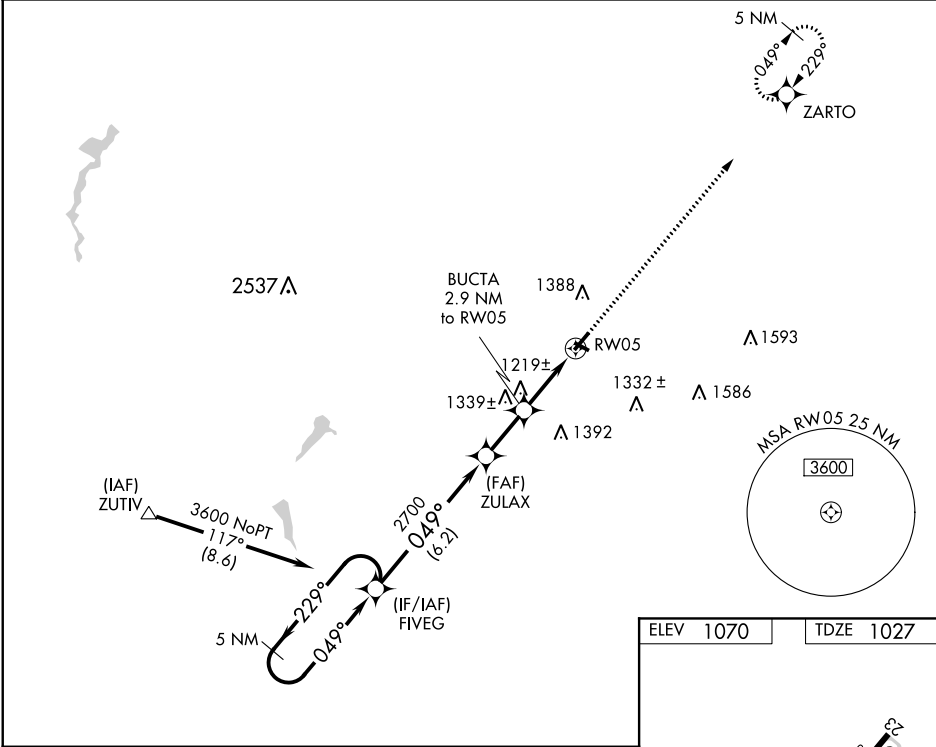 5 NM
049°
229°
ZARTO
2537
BUCTA
2.9 NM
to RW05
1388
RW05
1593
1219±
1339±
1332 ±
1586
1392
MSA RW05 25 NM
3600
(IAF)
ZUTIV
3600 NoPT
117°
(8.6)
(FAF)
ZULAX
2700
049°
(6.2)
229°
049°
5 NM
(IF/IAF)
FIVEG
ELEV 1070
TDZE 1027
23